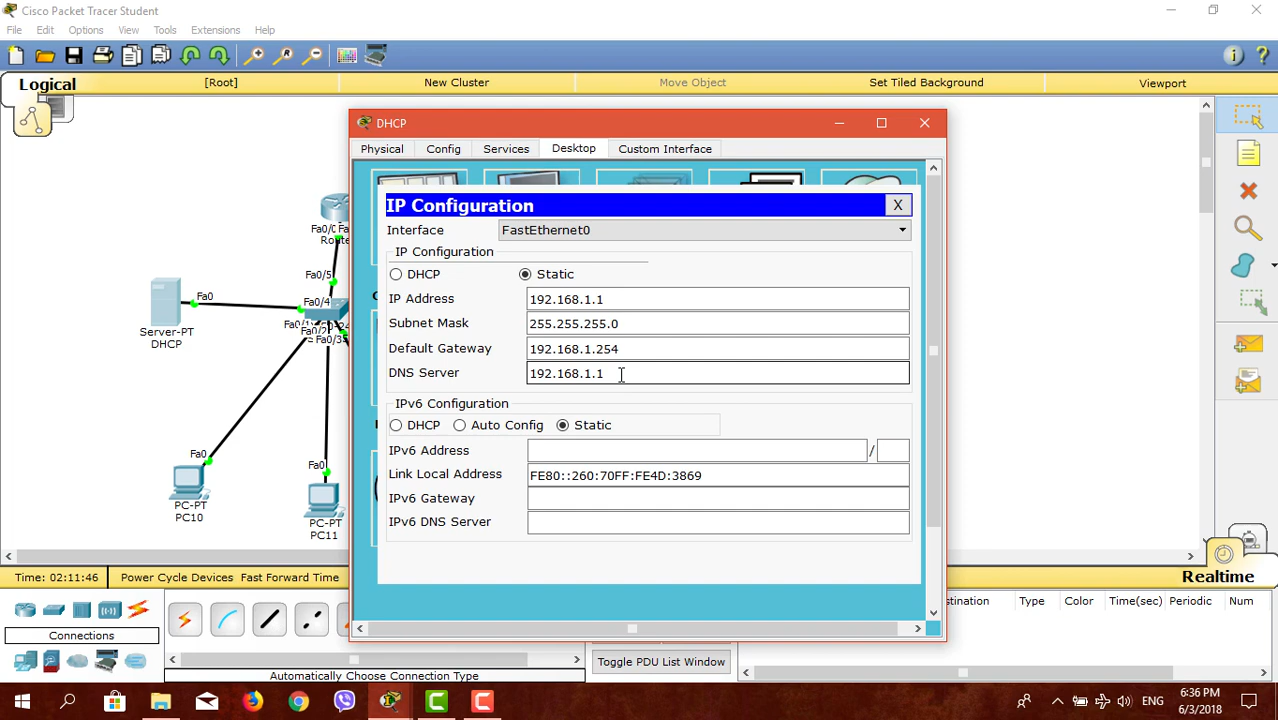 Cisco Packet Tracer Student
File Edit Options View Tools Extensions Help
Logical [Root] New Cluster Move Object Set Tiled Background Viewport
DHCP
Physical Config Services Desktop Custom Interface
IP Configuration X
Interface FastEthernet0
IP Configuration
DHCP Static
IP Address 192.168.1.1
Subnet Mask 255.255.255.0
Default Gateway 192.168.1.254
DNS Server 192.168.1.1
IPv6 Configuration
DHCP Auto Config Static
IPv6 Address /
Link Local Address FE80::260:70FF:FE4D:3869
IPv6 Gateway
IPv6 DNS Server
Fa0/5
Fa0 Fa0/4
Server-PT
DHCP
Fa0
PC-PT
PC10
Fa0
PC-PT
PC11
Time: 02:11:46 Power Cycle Devices Fast Forward Time Realtime
Type Color Time(sec) Periodic Num
Connections
Automatically Choose Connection Type
Toggle PDU List Window
ENG
6:36 PM
6/3/2018